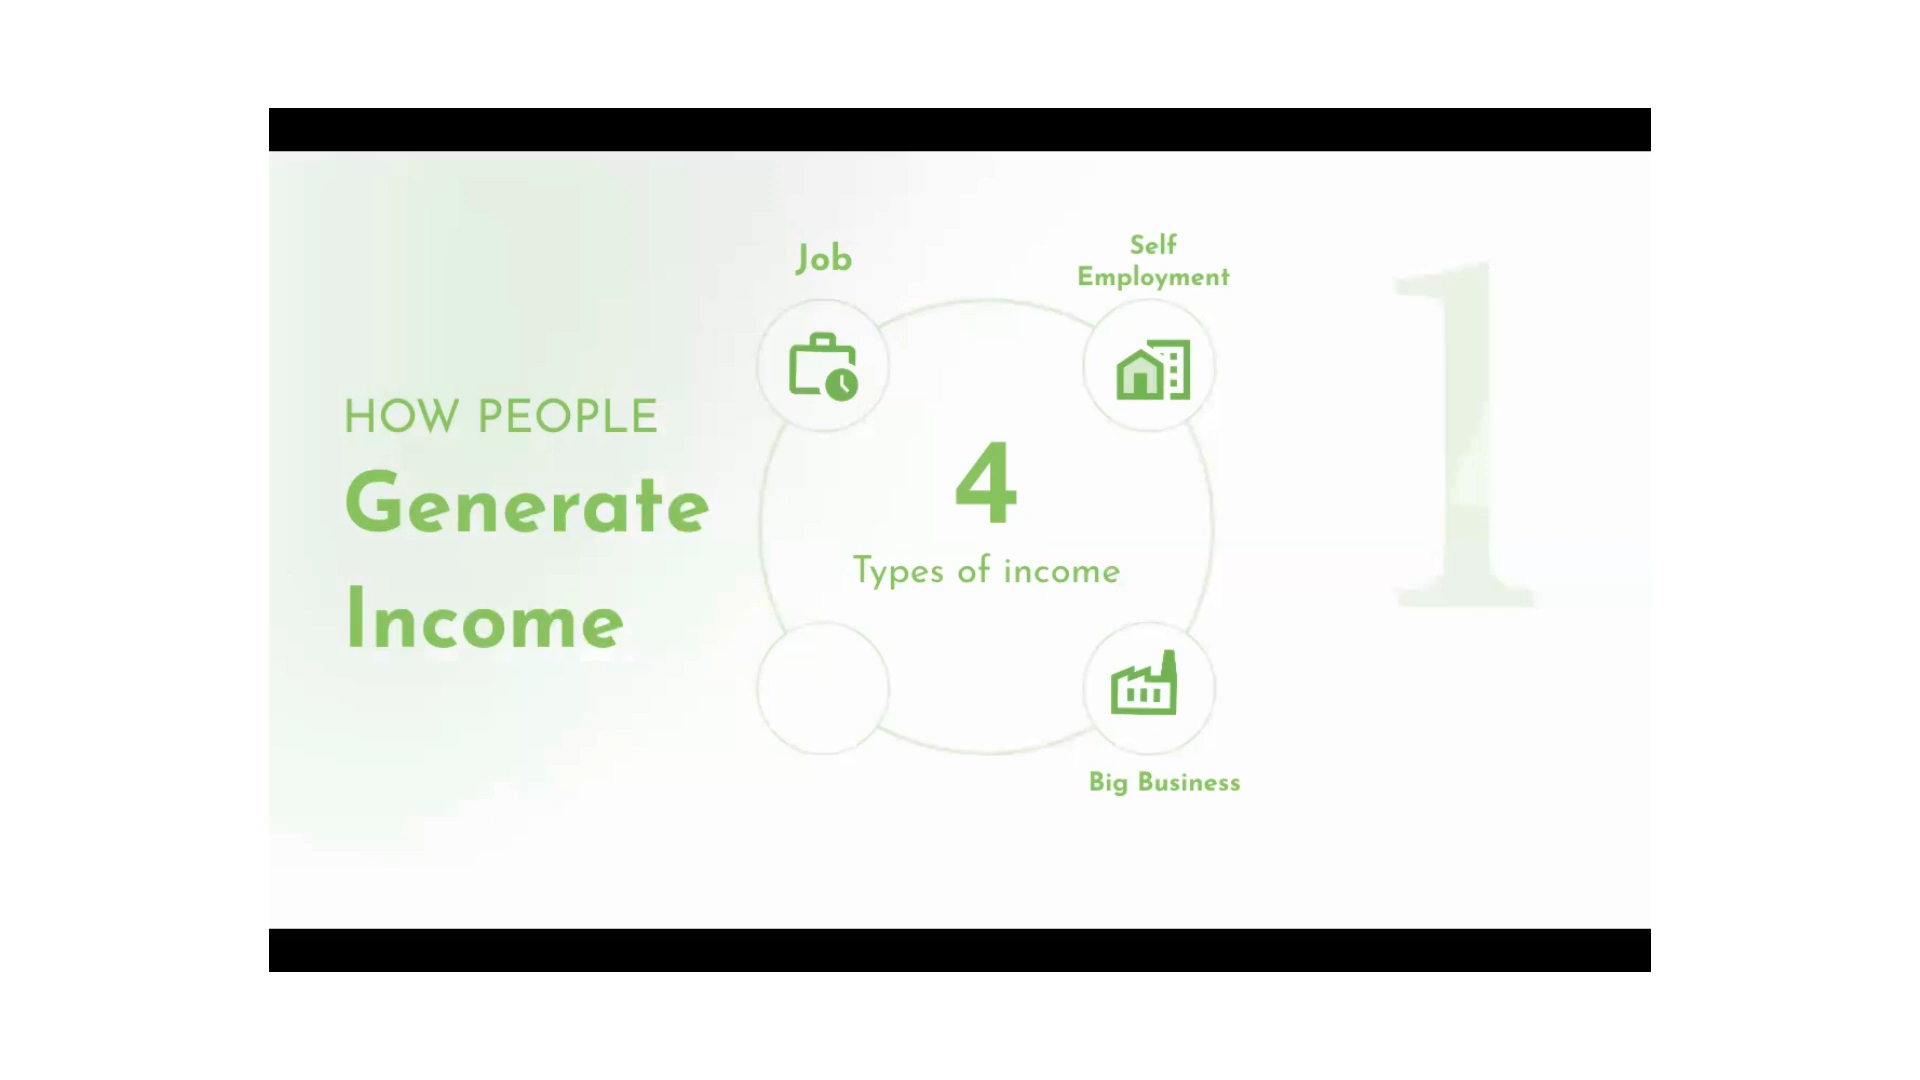 HOW PEOPLE
Generate
Income
Job
Self
Employment
4
Types of income
Big Business
1